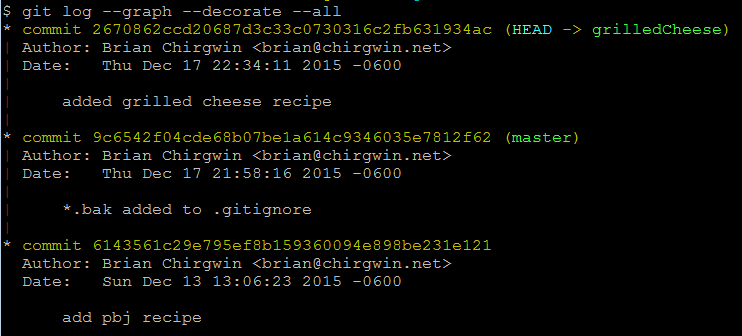 $ git log --graph --decorate --all
* commit 2670862ccd20687d3c33c0730316c2fb631934ac (HEAD -> grilledCheese)
| Author: Brian Chirgwin <brian@chirgwin.net>
| Date:   Thu Dec 17 22:34:11 2015 -0600
|
|     added grilled cheese recipe
|
* commit 9c6542f04cde68b07be1a614c9346035e7812f62 (master)
| Author: Brian Chirgwin <brian@chirgwin.net>
| Date:   Thu Dec 17 21:58:16 2015 -0600
|
|     *.bak added to .gitignore
|
* commit 6143561c29e795ef8b159360094e898be231e121
  Author: Brian Chirgwin <brian@chirgwin.net>
  Date:   Sun Dec 13 13:06:23 2015 -0600

      add pbj recipe